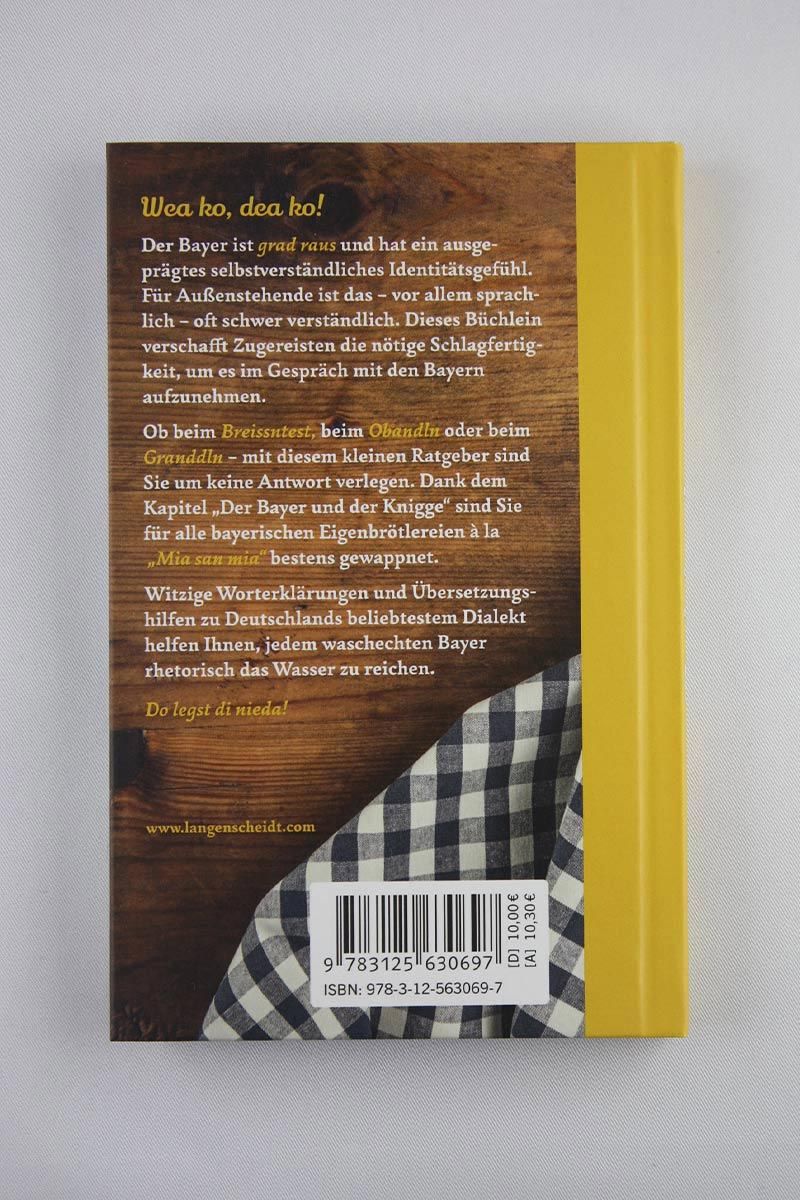 Wea ko, dea ko!
Der Bayer ist grad raus und hat ein ausge-
prägtes selbstverständliches Identitätsgefühl.
Für Außenstehende ist das – vor allem sprach-
lich – oft schwer verständlich. Dieses Büchlein
verschafft Zugereisten die nötige Schlagfertig-
keit, um es im Gespräch mit den Bayern
aufzunehmen.
Ob beim Breissntest, beim Obandln oder beim
Granddln – mit diesem kleinen Ratgeber sind
Sie um keine Antwort verlegen. Dank dem
Kapitel „Der Bayer und der Knigge“ sind Sie
für alle bayerischen Eigenbrötlereien à la
„Mia san mia“ bestens gewappnet.
Witzige Worterklärungen und Übersetzungs-
hilfen zu Deutschlands beliebtestem Dialekt
helfen Ihnen, jedem waschechten Bayer
rhetorisch das Wasser zu reichen.
Do legst di nieda!
www.langenscheidt.com
9 783125 630697
ISBN: 978-3-12-563069-7
[D] 10,00 €
[A] 10,30 €